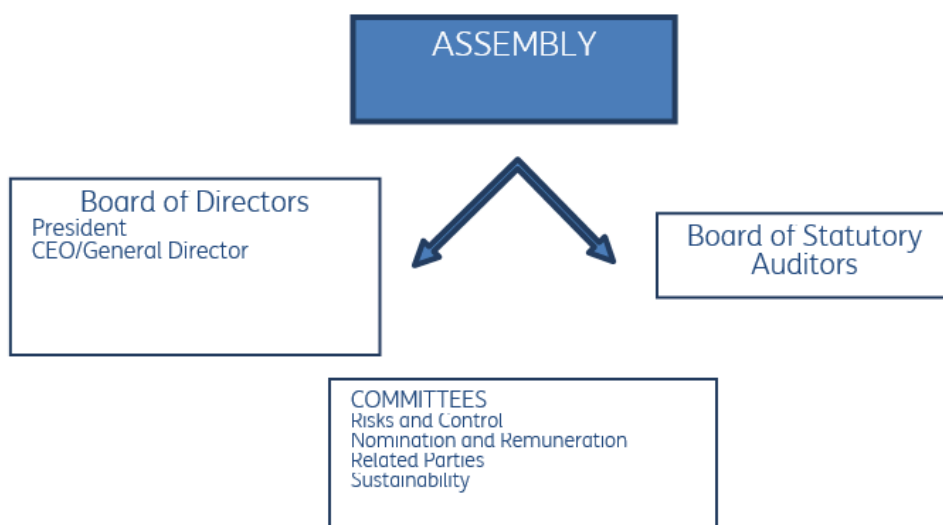 ASSEMBLY
Board of Directors
President
CEO/General Director
Board of Statutory
Auditors
COMMITTEES
Risks and Control
Nomination and Remuneration
Related Parties
Sustainability